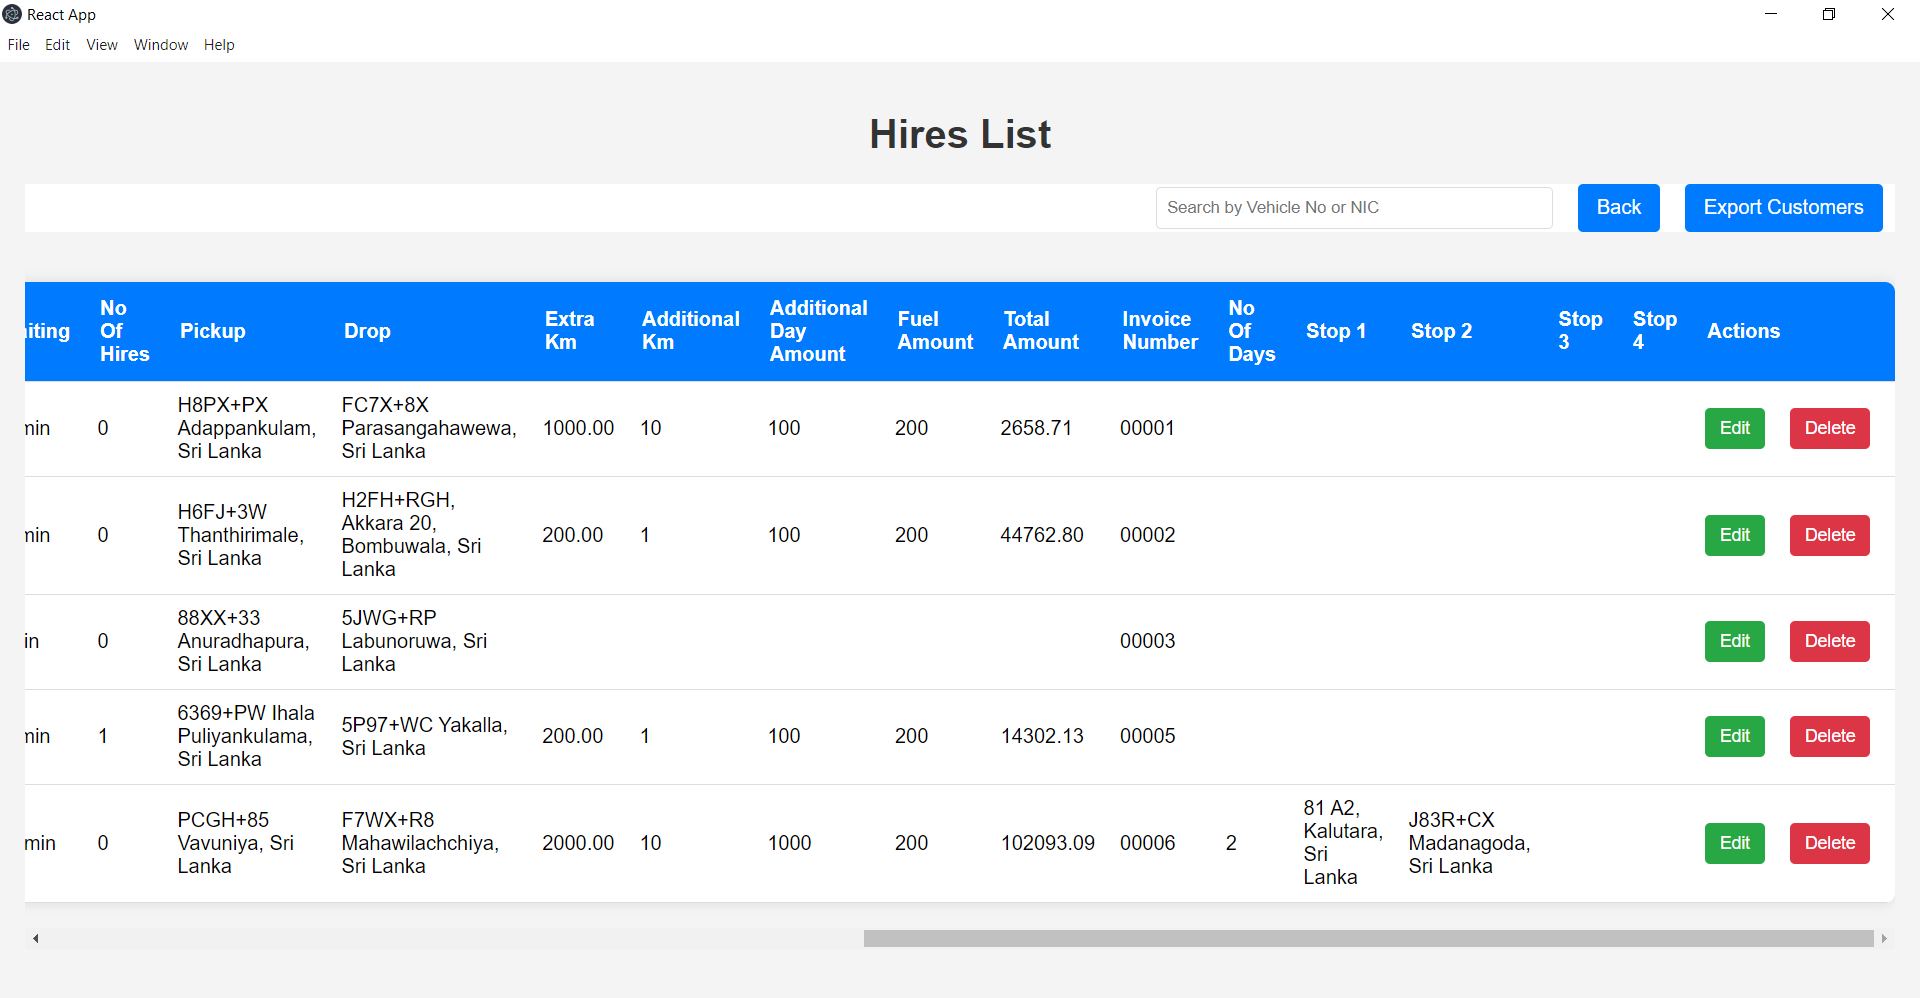 React App
File Edit View Window Help
Hires List
Search by Vehicle No or NIC
Back
Export Customers
iting
No
Of
Hires
Pickup
Drop
Extra
Km
Additional
Km
Additional
Day
Amount
Fuel
Amount
Total
Amount
Invoice
Number
No
Of
Days
Stop 1
Stop 2
Stop
3
Stop
4
Actions
min
0
H8PX+PX
Adappankulam,
Sri Lanka
FC7X+8X
Parasangahawewa,
Sri Lanka
1000.00
10
100
200
2658.71
00001
Edit
Delete
min
0
H6FJ+3W
Thanthirimale,
Sri Lanka
H2FH+RGH,
Akkara 20,
Bombuwala, Sri
Lanka
200.00
1
100
200
44762.80
00002
Edit
Delete
in
0
88XX+33
Anuradhapura,
Sri Lanka
5JWG+RP
Labunoruwa, Sri
Lanka
00003
Edit
Delete
min
1
6369+PW Ihala
Puliyankulama,
Sri Lanka
5P97+WC Yakalla,
Sri Lanka
200.00
1
100
200
14302.13
00005
Edit
Delete
min
0
PCGH+85
Vavuniya, Sri
Lanka
F7WX+R8
Mahawilachchiya,
Sri Lanka
2000.00
10
1000
200
102093.09
00006
2
81 A2,
Kalutara,
Sri
Lanka
J83R+CX
Madanagoda,
Sri Lanka
Edit
Delete